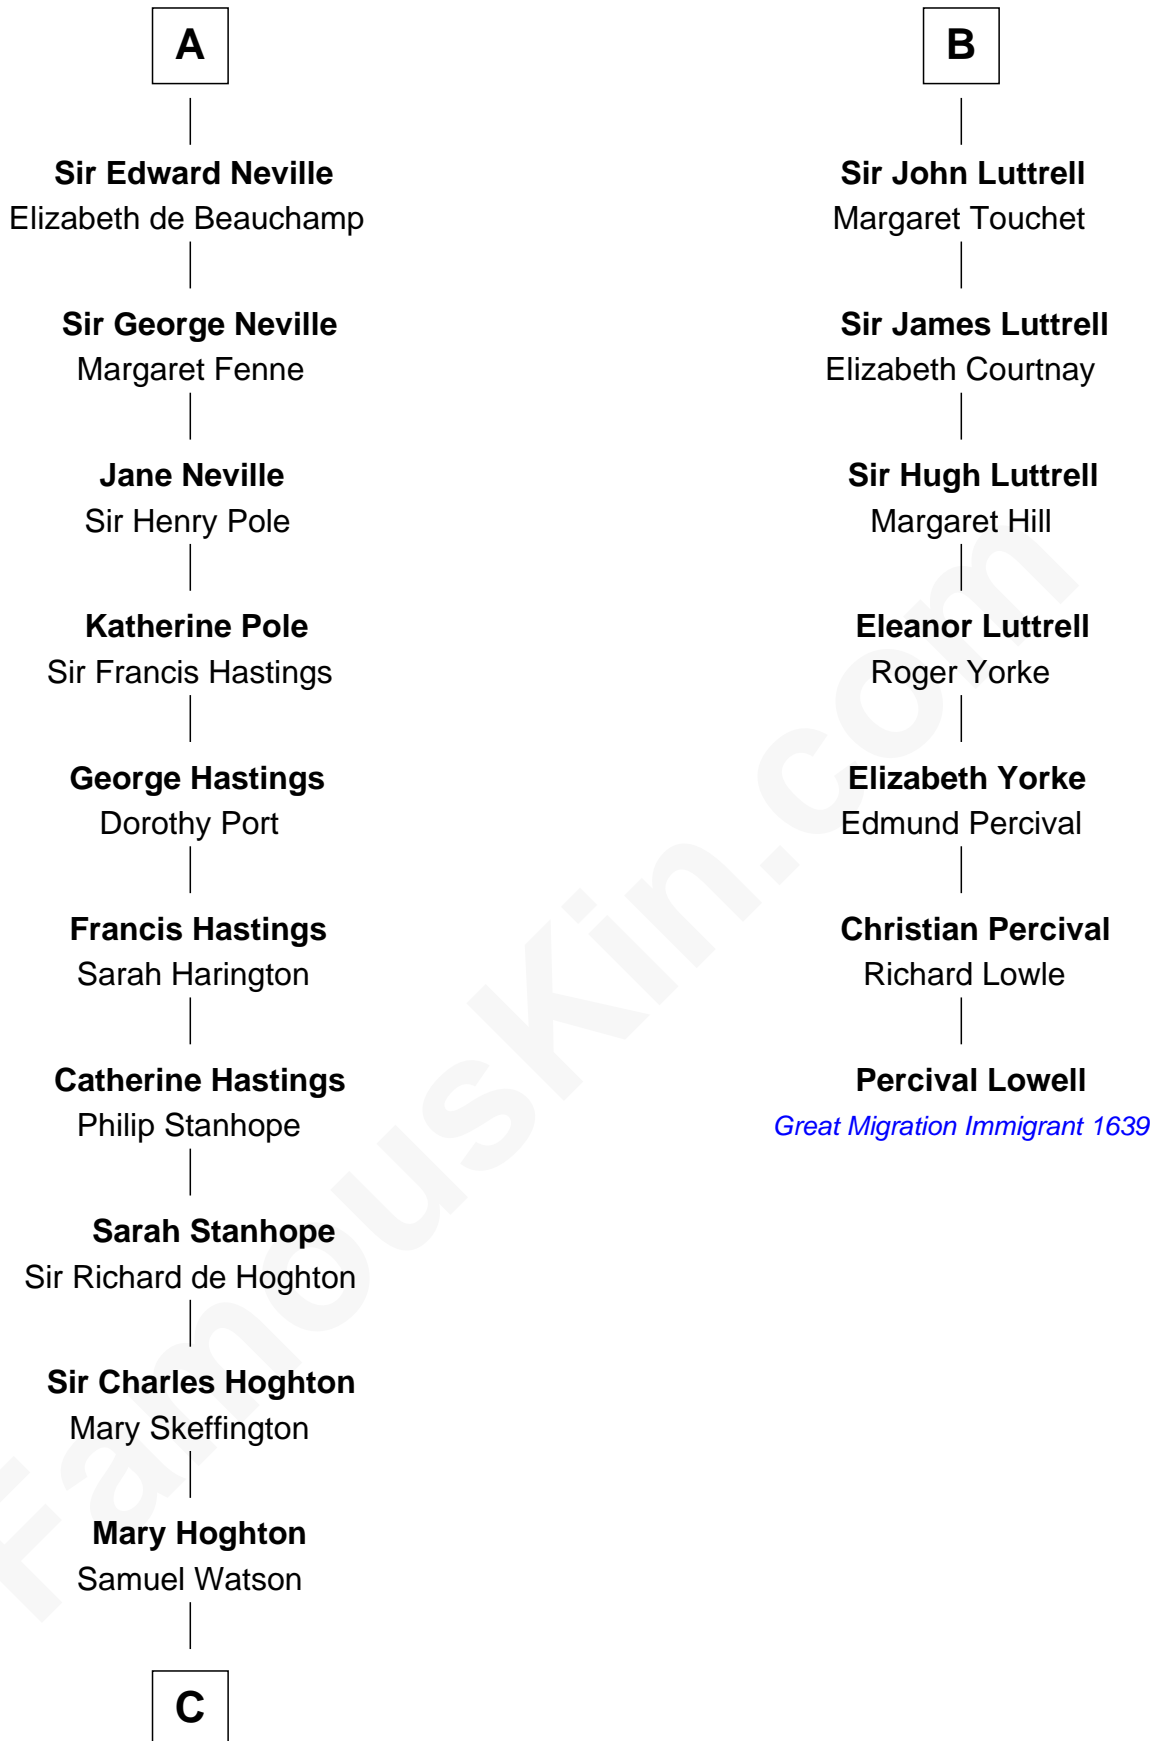 A
Sir Edward Neville
Elizabeth de Beauchamp
Sir George Neville
Margaret Fenne
Jane Neville
Sir Henry Pole
Katherine Pole
Sir Francis Hastings
George Hastings
Dorothy Port
Francis Hastings
Sarah Harington
Catherine Hastings
Philip Stanhope
Sarah Stanhope
Sir Richard de Hoghton
Sir Charles Hoghton
Mary Skeffington
Mary Hoghton
Samuel Watson
C
B
Sir John Luttrell
Margaret Touchet
Sir James Luttrell
Elizabeth Courtnay
Sir Hugh Luttrell
Margaret Hill
Eleanor Luttrell
Roger Yorke
Elizabeth Yorke
Edmund Percival
Christian Percival
Richard Lowle
Percival Lowell
Great Migration Immigrant 1639
FamousKin.com